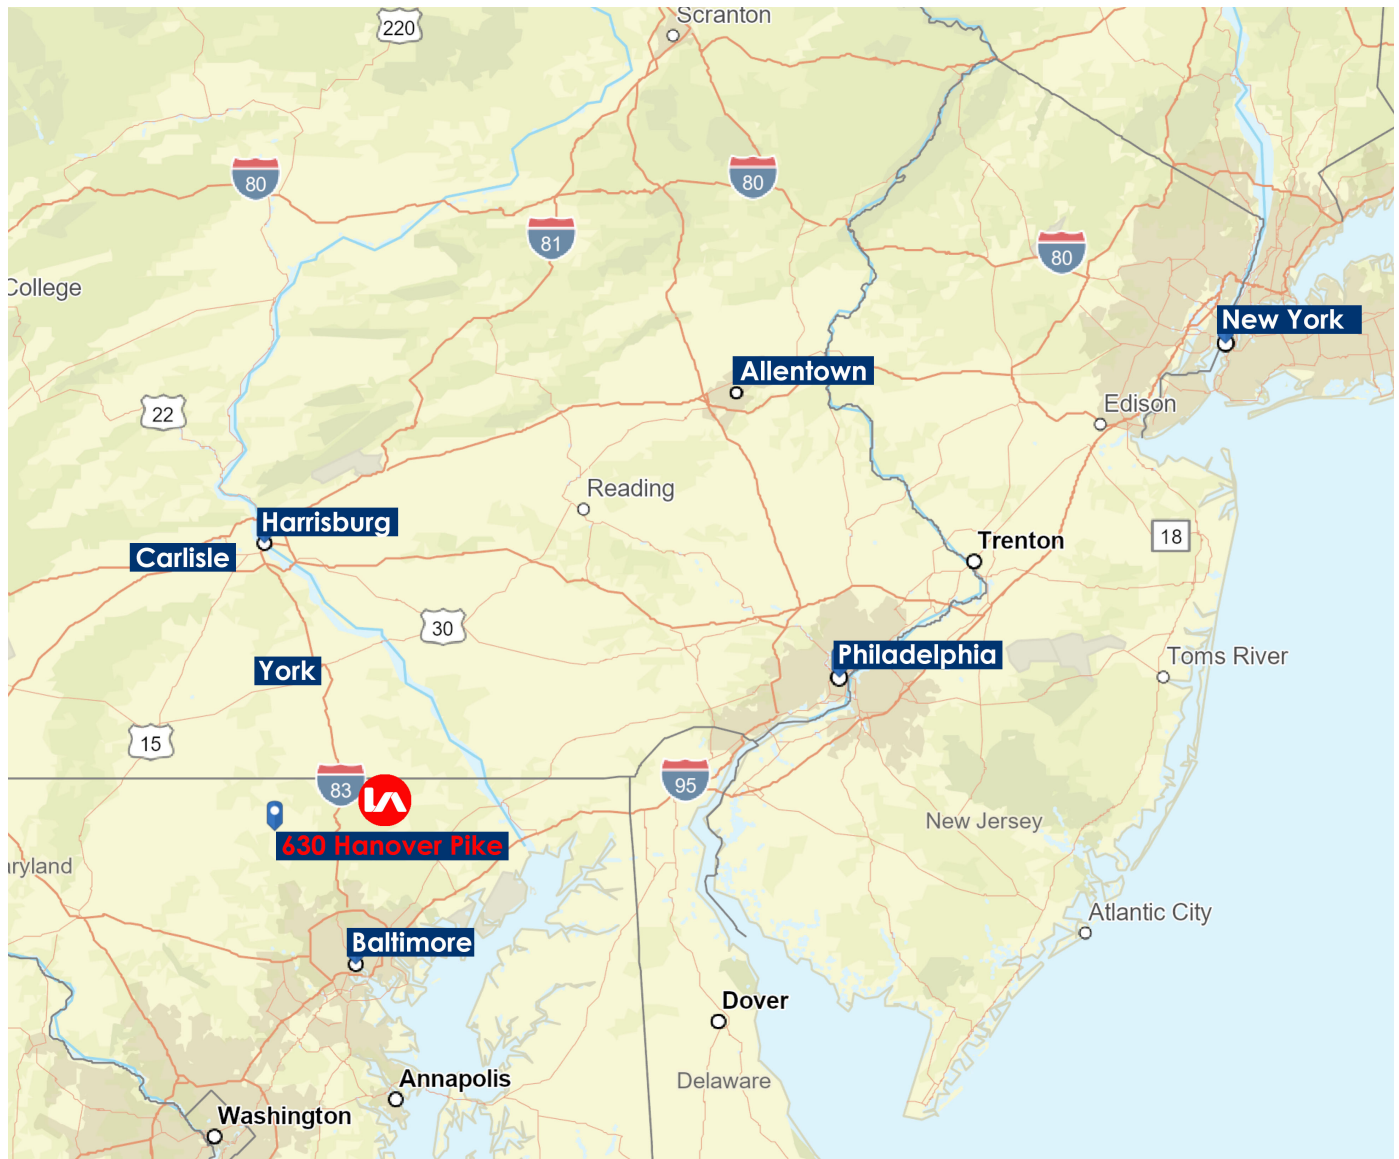 Scranton
220
80
80
81
80
College
New York
Allentown
22
Edison
Reading
Harrisburg
18
Trenton
Carlisle
30
Philadelphia
York
Toms River
15
83
95
630 Hanover Pike
New Jersey
aryland
Atlantic City
Baltimore
Dover
Annapolis
Delaware
Washington